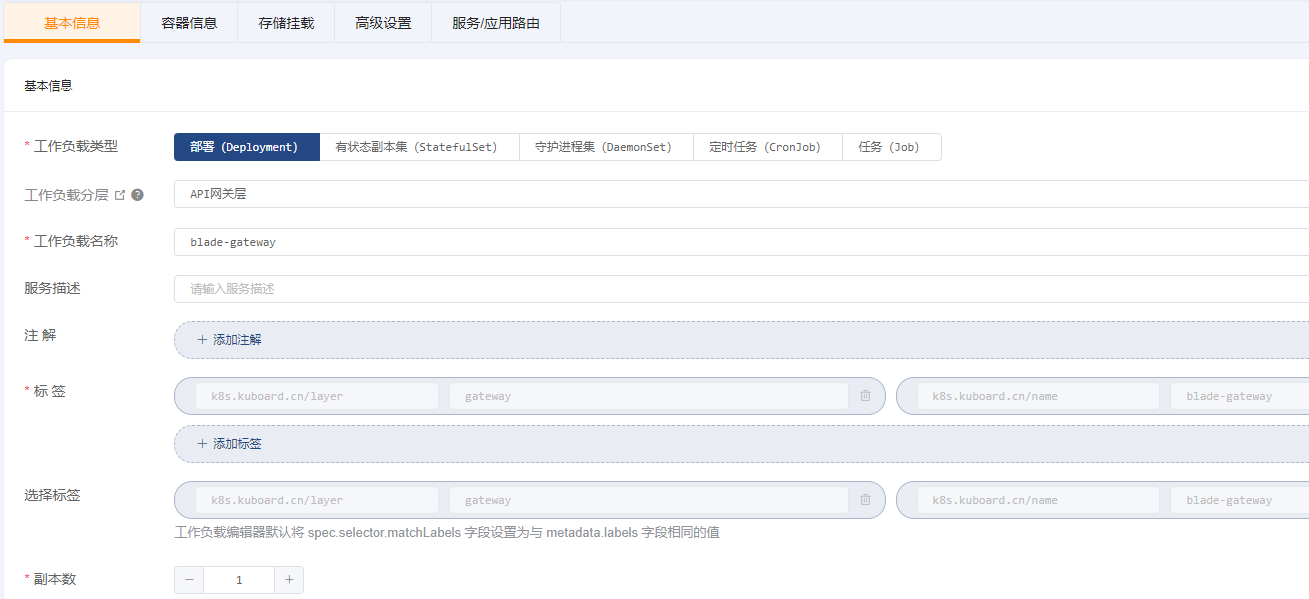 基本信息 容器信息 存储挂载 高级设置 服务/应用路由
基本信息
* 工作负载类型 部署 (Deployment) 有状态副本集 (StatefulSet) 守护进程集 (DaemonSet) 定时任务 (CronJob) 任务 (Job)
工作负载分层 ? API网关层
* 工作负载名称 blade-gateway
服务描述 请输入服务描述
注 解 + 添加注解
* 标 签 k8s.kuboard.cn/layer gateway k8s.kuboard.cn/name blade-gateway
+ 添加标签
选择标签 k8s.kuboard.cn/layer gateway k8s.kuboard.cn/name blade-gateway
工作负载编辑器默认将 spec.selector.matchLabels 字段设置为与 metadata.labels 字段相同的值
* 副本数 − 1 +